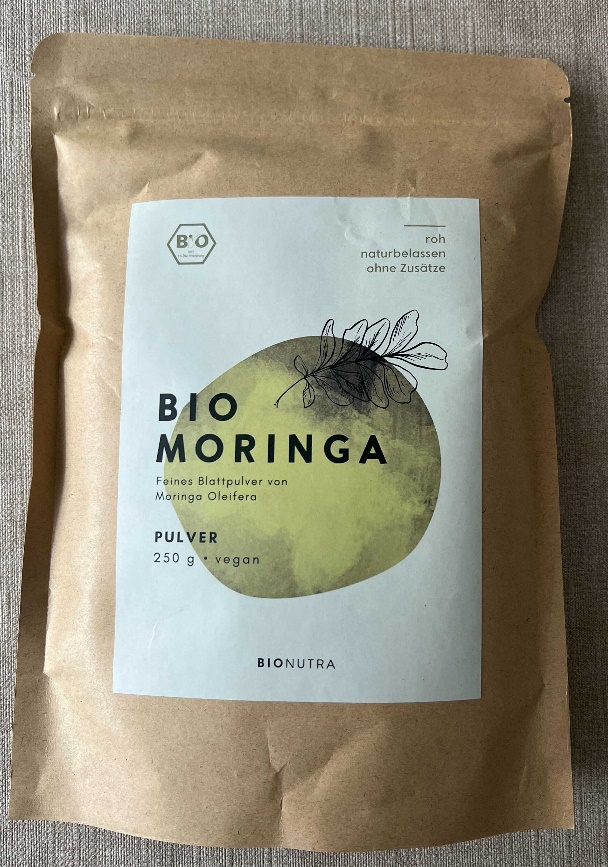 BIO
roh
naturbelassen
ohne Zusätze
BIO
MORINGA
Feines Blattpulver von
Moringa Oleifera
PULVER
250 g • vegan
BIONUTRA